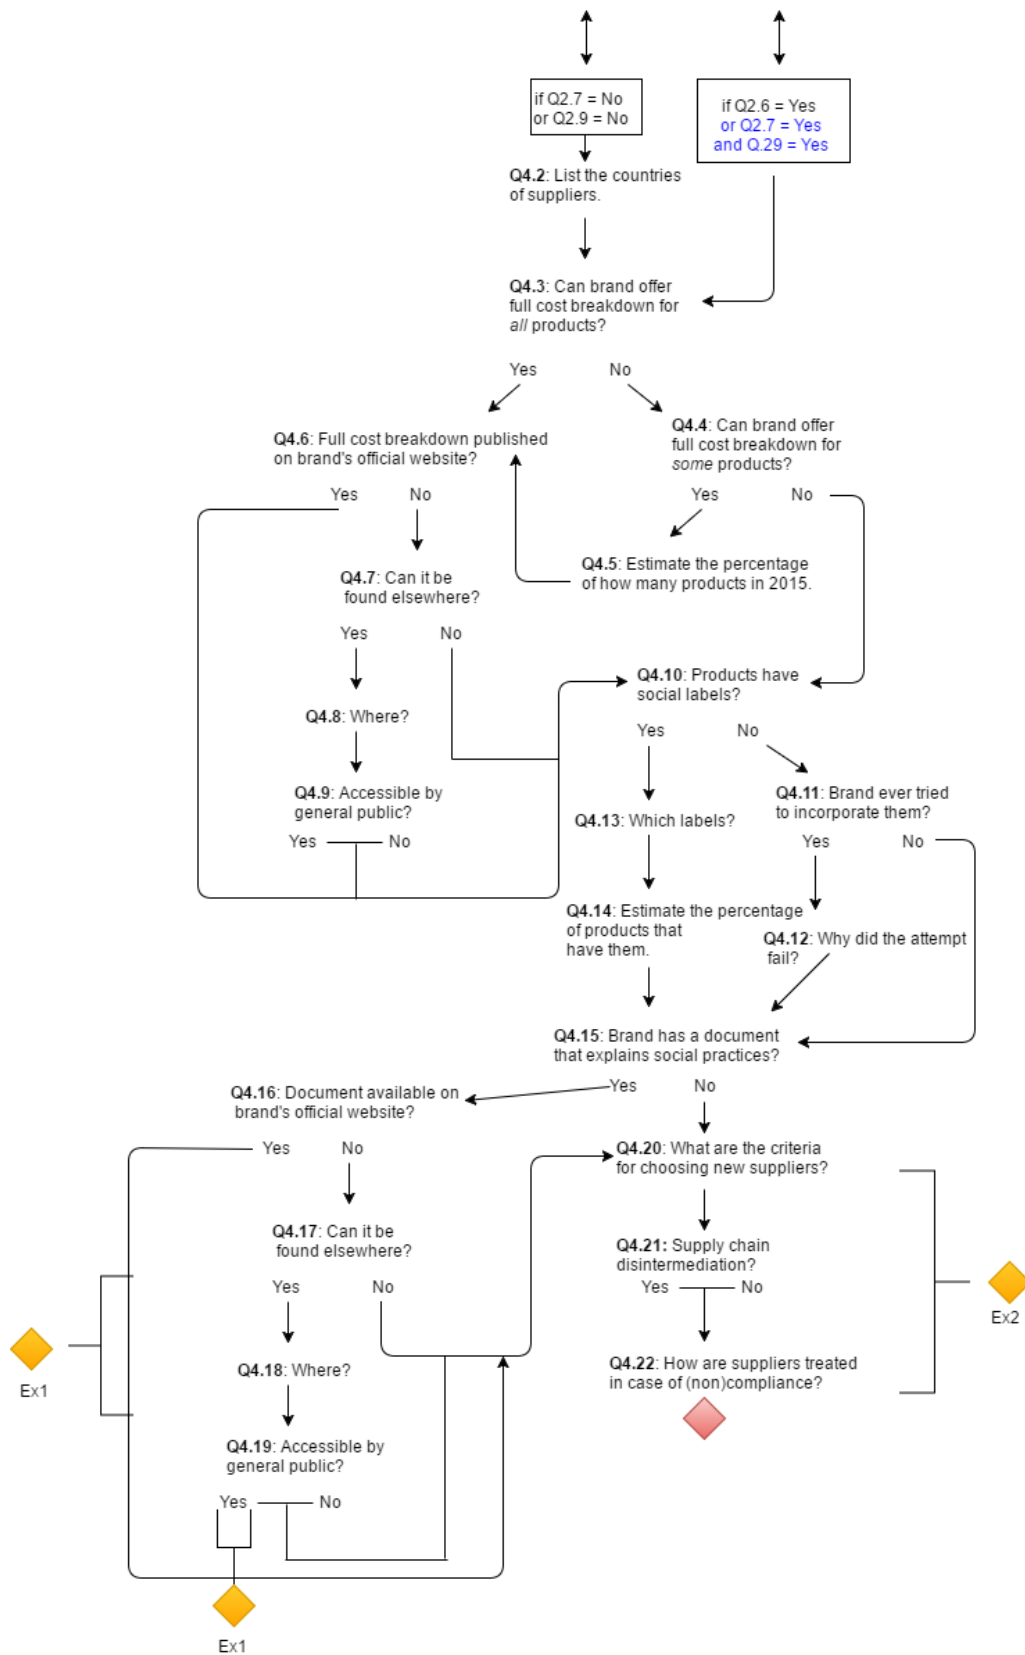 if Q2.7 = No
or Q2.9 = No
if Q2.6 = Yes
or Q2.7 = Yes
and Q.29 = Yes
Q4.2: List the countries
of suppliers.
Q4.3: Can brand offer
full cost breakdown for
all products?
Yes No
Q4.6: Full cost breakdown published
on brand's official website?
Yes No
Q4.4: Can brand offer
full cost breakdown for
some products?
Yes No
Q4.5: Estimate the percentage
of how many products in 2015.
Q4.7: Can it be
found elsewhere?
Yes No
Q4.8: Where?
Q4.9: Accessible by
general public?
Yes No
Q4.10: Products have
social labels?
Yes No
Q4.11: Brand ever tried
to incorporate them?
Yes No
Q4.13: Which labels?
Q4.14: Estimate the percentage
of products that
have them.
Q4.12: Why did the attempt
fail?
Q4.15: Brand has a document
that explains social practices?
Yes No
Q4.16: Document available on
brand's official website?
Yes No
Q4.17: Can it be
found elsewhere?
Yes No
Q4.18: Where?
Q4.19: Accessible by
general public?
Yes No
Ex1
Ex1
Q4.20: What are the criteria
for choosing new suppliers?
Q4.21: Supply chain
disintermediation?
Yes No
Q4.22: How are suppliers treated
in case of (non)compliance?
Ex2